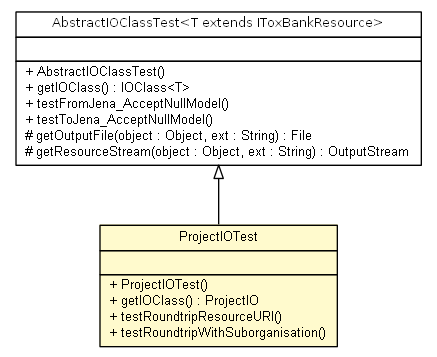 AbstractIOClassTest<T extends IToxBankResource>
+ AbstractIOClassTest()
+ getIOClass() : IOClass<T>
+ testFromJena_AcceptNullModel()
+ testToJena_AcceptNullModel()
# getOutputFile(object : Object, ext : String) : File
# getResourceStream(object : Object, ext : String) : OutputStream
ProjectIOTest
+ ProjectIOTest()
+ getIOClass() : ProjectIO
+ testRoundtripResourceURI()
+ testRoundtripWithSuborganisation()